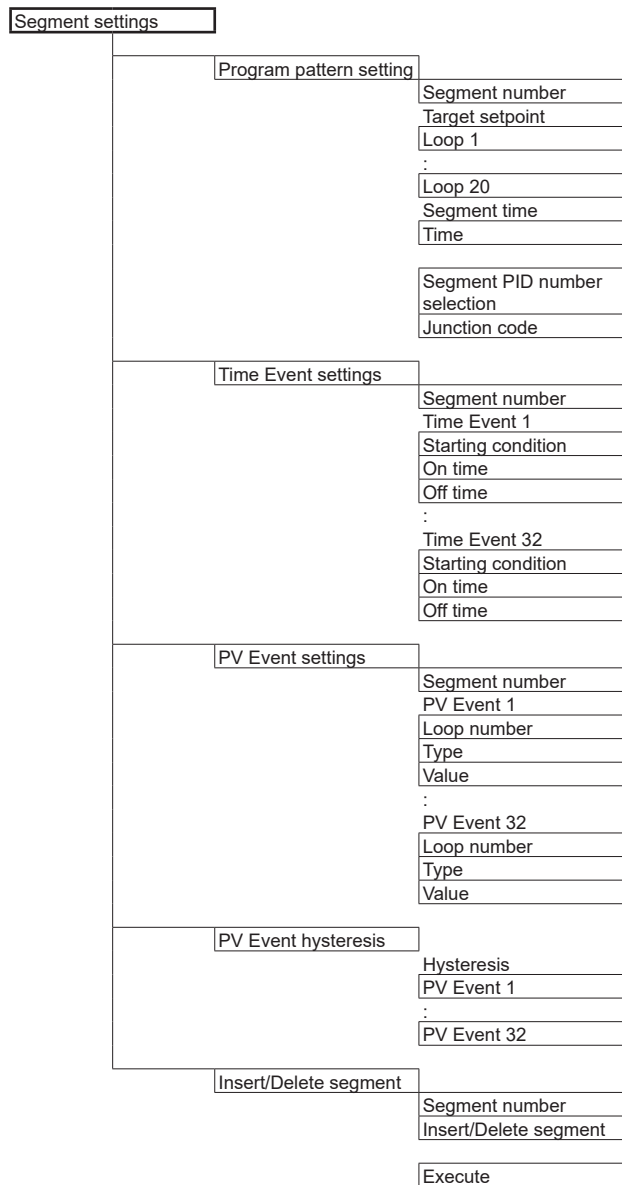 Segment settings
Program pattern setting
Segment number
Target setpoint
Loop 1
:
Loop 20
Segment time
Time
Segment PID number
selection
Junction code
Time Event settings
Segment number
Time Event 1
Starting condition
On time
Off time
:
Time Event 32
Starting condition
On time
Off time
PV Event settings
Segment number
PV Event 1
Loop number
Type
Value
:
PV Event 32
Loop number
Type
Value
PV Event hysteresis
Hysteresis
PV Event 1
:
PV Event 32
Insert/Delete segment
Segment number
Insert/Delete segment
Execute